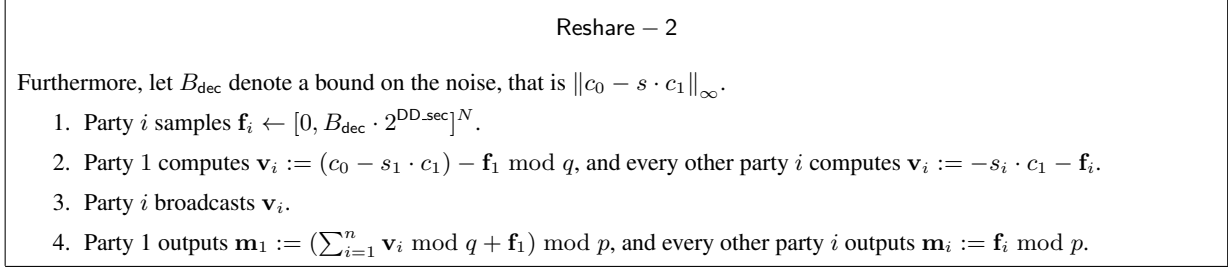 Reshare − 2
Furthermore, let B_dec denote a bound on the noise, that is ‖c_0 − s · c_1‖_∞.
1. Party i samples f_i ← [0, B_dec · 2^{DD_sec}]^N.
2. Party 1 computes v_i := (c_0 − s_1 · c_1) − f_1 mod q, and every other party i computes v_i := −s_i · c_1 − f_i.
3. Party i broadcasts v_i.
4. Party 1 outputs m_1 := (∑_{i=1}^{n} v_i mod q + f_1) mod p, and every other party i outputs m_i := f_i mod p.